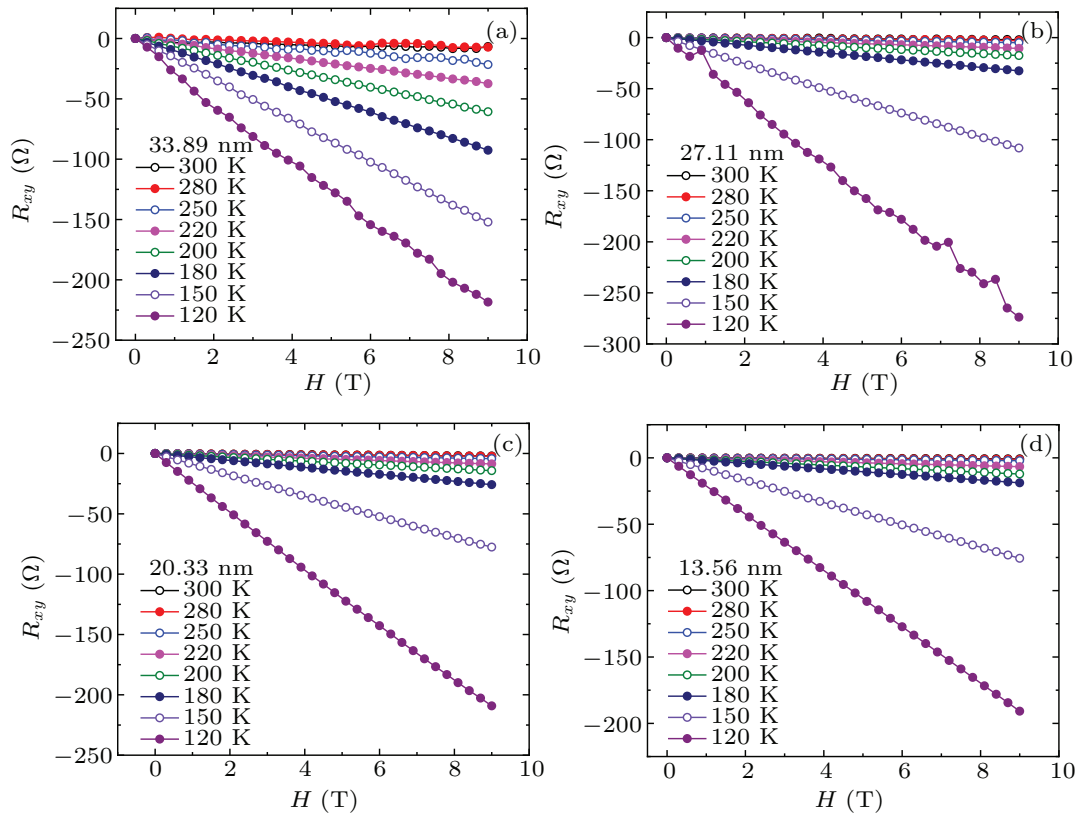 (a)
0
−50
−100
−150
−200
−250
R_xy (Ω)
33.89 nm
300 K
280 K
250 K
220 K
200 K
180 K
150 K
120 K
0 2 4 6 8 10
H (T)
(b)
0
−50
−100
−150
−200
−250
−300
R_xy (Ω)
27.11 nm
300 K
280 K
250 K
220 K
200 K
180 K
150 K
120 K
0 2 4 6 8 10
H (T)
(c)
0
−50
−100
−150
−200
−250
R_xy (Ω)
20.33 nm
300 K
280 K
250 K
220 K
200 K
180 K
150 K
120 K
0 2 4 6 8 10
H (T)
(d)
0
−50
−100
−150
−200
R_xy (Ω)
13.56 nm
300 K
280 K
250 K
220 K
200 K
180 K
150 K
120 K
0 2 4 6 8 10
H (T)